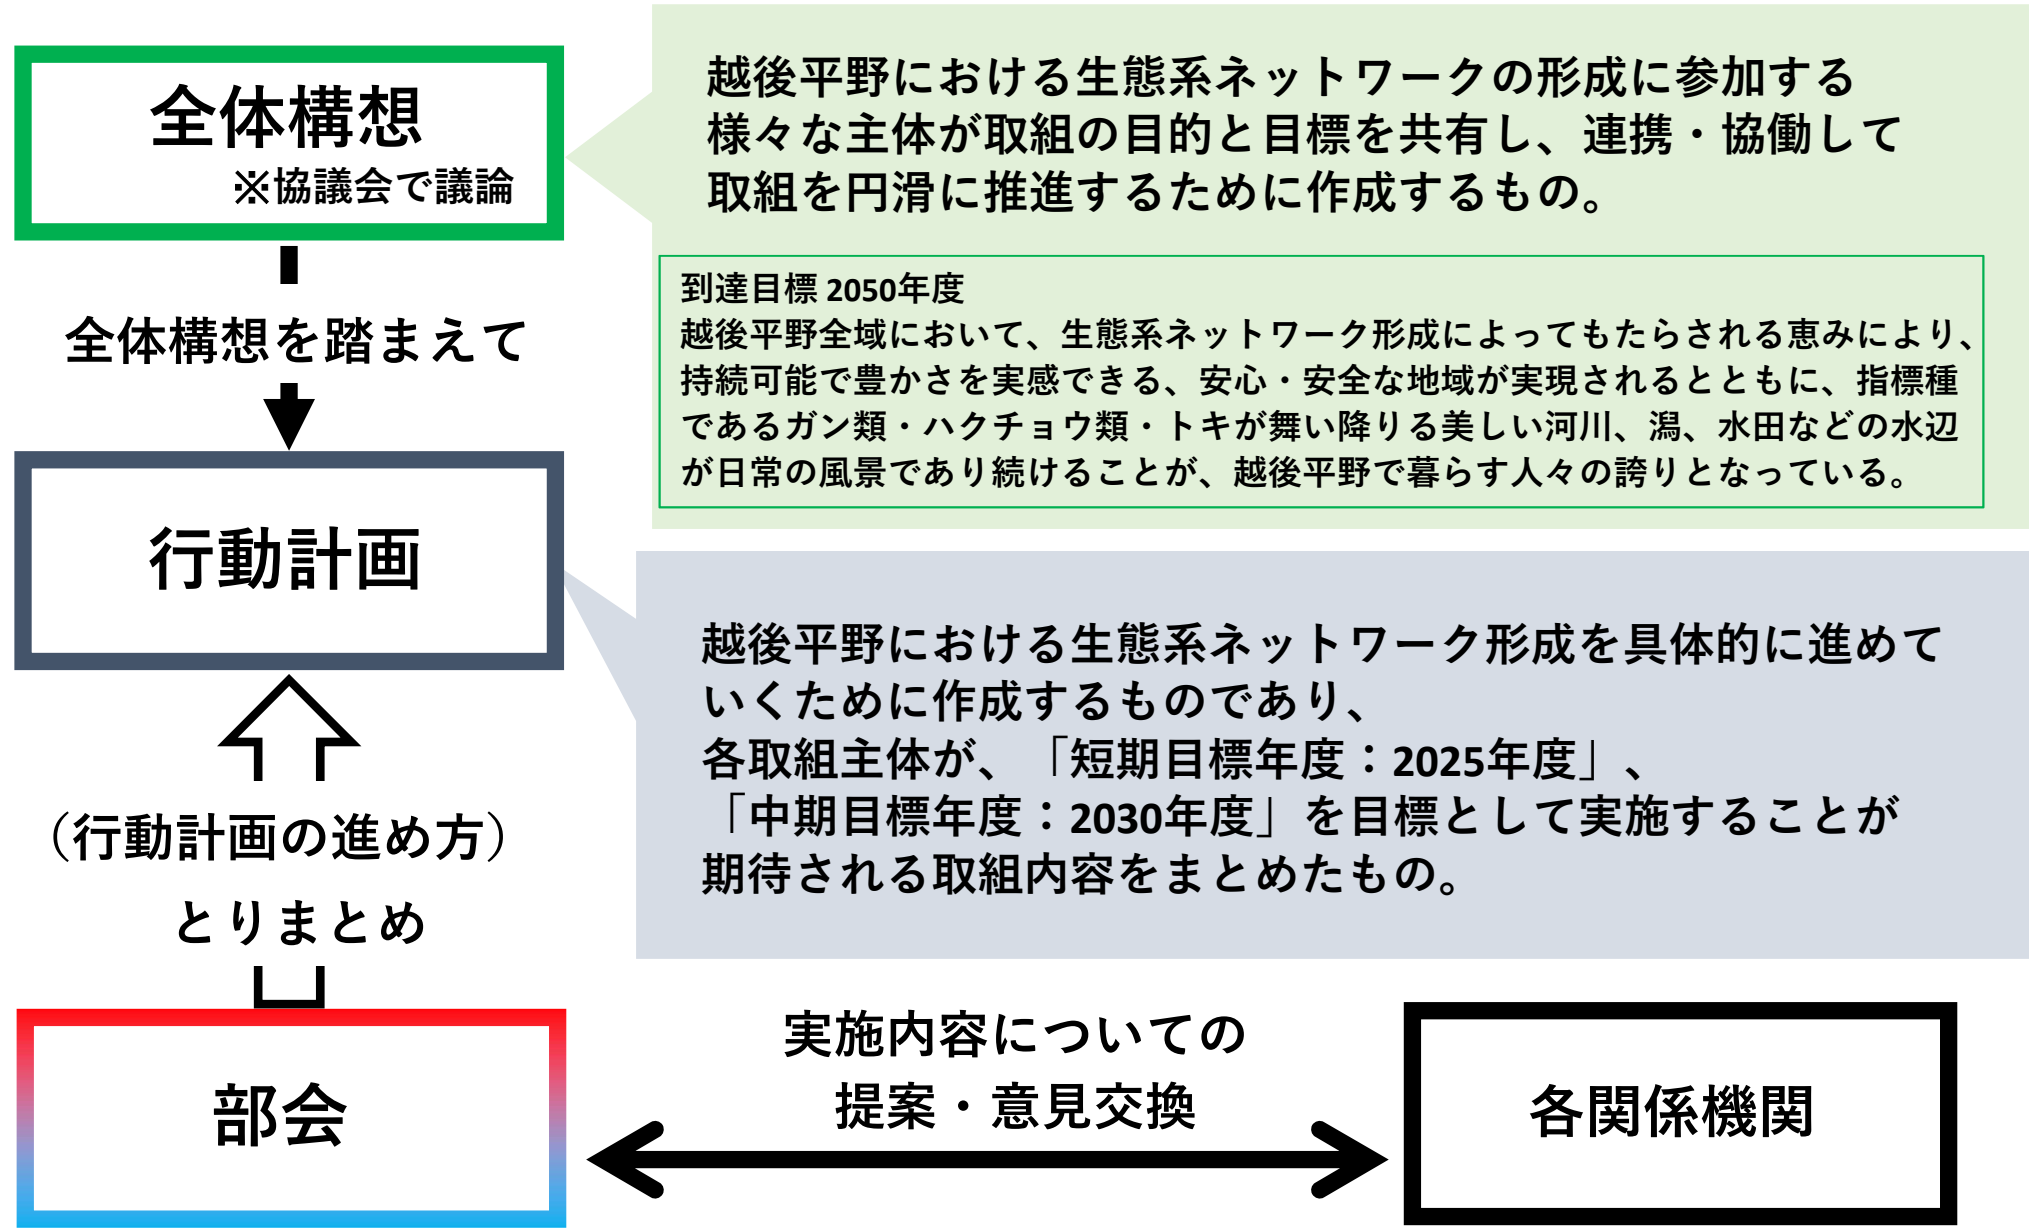 全体構想
※協議会で議論
越後平野における生態系ネットワークの形成に参加する
様々な主体が取組の目的と目標を共有し、連携・協働して
取組を円滑に推進するために作成するもの。
到達目標 2050年度
越後平野全域において、生態系ネットワーク形成によってもたらされる恵みにより、
持続可能で豊かさを実感できる、安心・安全な地域が実現されるとともに、指標種
であるガン類・ハクチョウ類・トキが舞い降りる美しい河川、潟、水田などの水辺
が日常の風景であり続けることが、越後平野で暮らす人々の誇りとなっている。
全体構想を踏まえて
行動計画
越後平野における生態系ネットワーク形成を具体的に進めて
いくために作成するものであり、
各取組主体が、「短期目標年度：2025年度」、
「中期目標年度：2030年度」を目標として実施することが
期待される取組内容をまとめたもの。
（行動計画の進め方）
とりまとめ
部会
実施内容についての
提案・意見交換
各関係機関